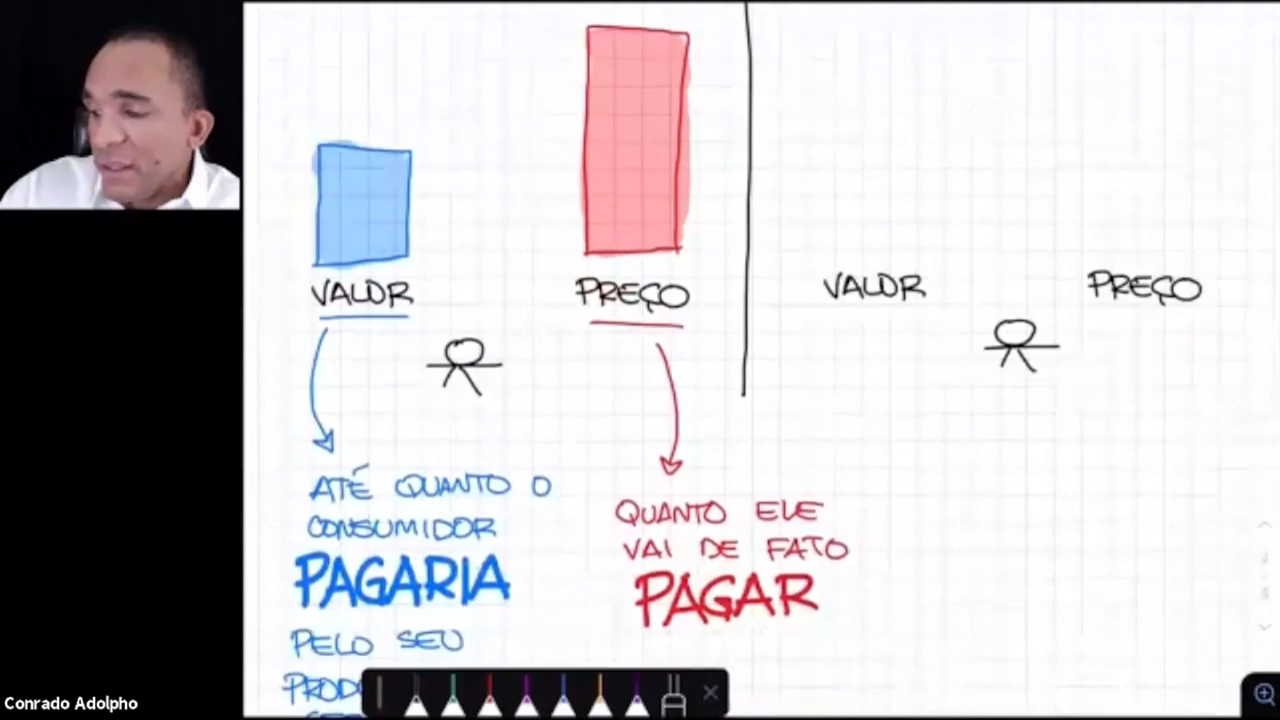 VALOR
PREÇO
VALOR
PREÇO
ATÉ QUANTO O
CONSUMIDOR
PAGARIA
PELO SEU
QUANTO ELE
VAI DE FATO
PAGAR
Conrado Adolpho